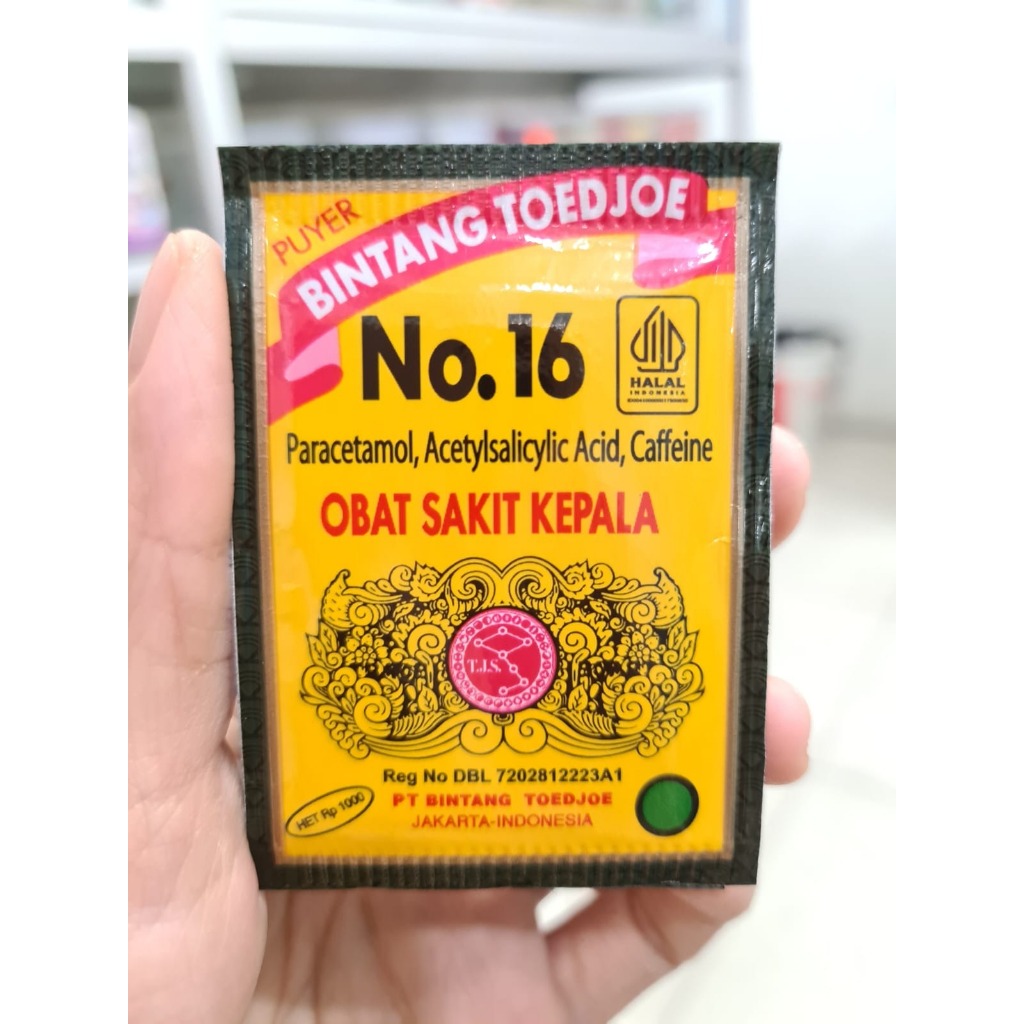 PUYER
BINTANG TOEDJOE
No. 16
HALAL
INDONESIA
Paracetamol, Acetylsalicylic Acid, Caffeine
OBAT SAKIT KEPALA
T.J.S.
Reg No DBL 7202812223A1
HET Rp 1000
PT BINTANG TOEDJOE
JAKARTA-INDONESIA